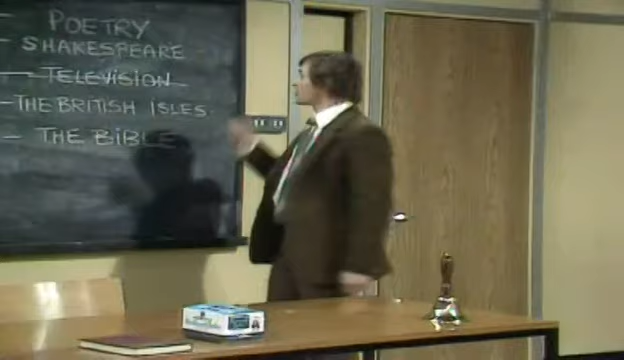 POETRY
- SHAKESPEARE
- TELEVISION
- THE BRITISH ISLES
- THE BIBLE